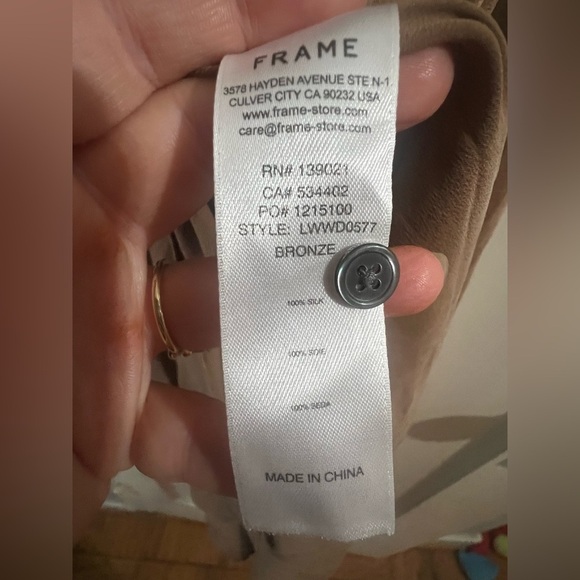 FRAME
3578 HAYDEN AVENUE STE N-1
CULVER CITY CA 90232 USA
www.frame-store.com
care@frame-store.com
RN# 139021
CA# 534402
PO# 1215100
STYLE: LWWD0577
BRONZE
100% SILK
100% SOIE
100% SEDA
MADE IN CHINA